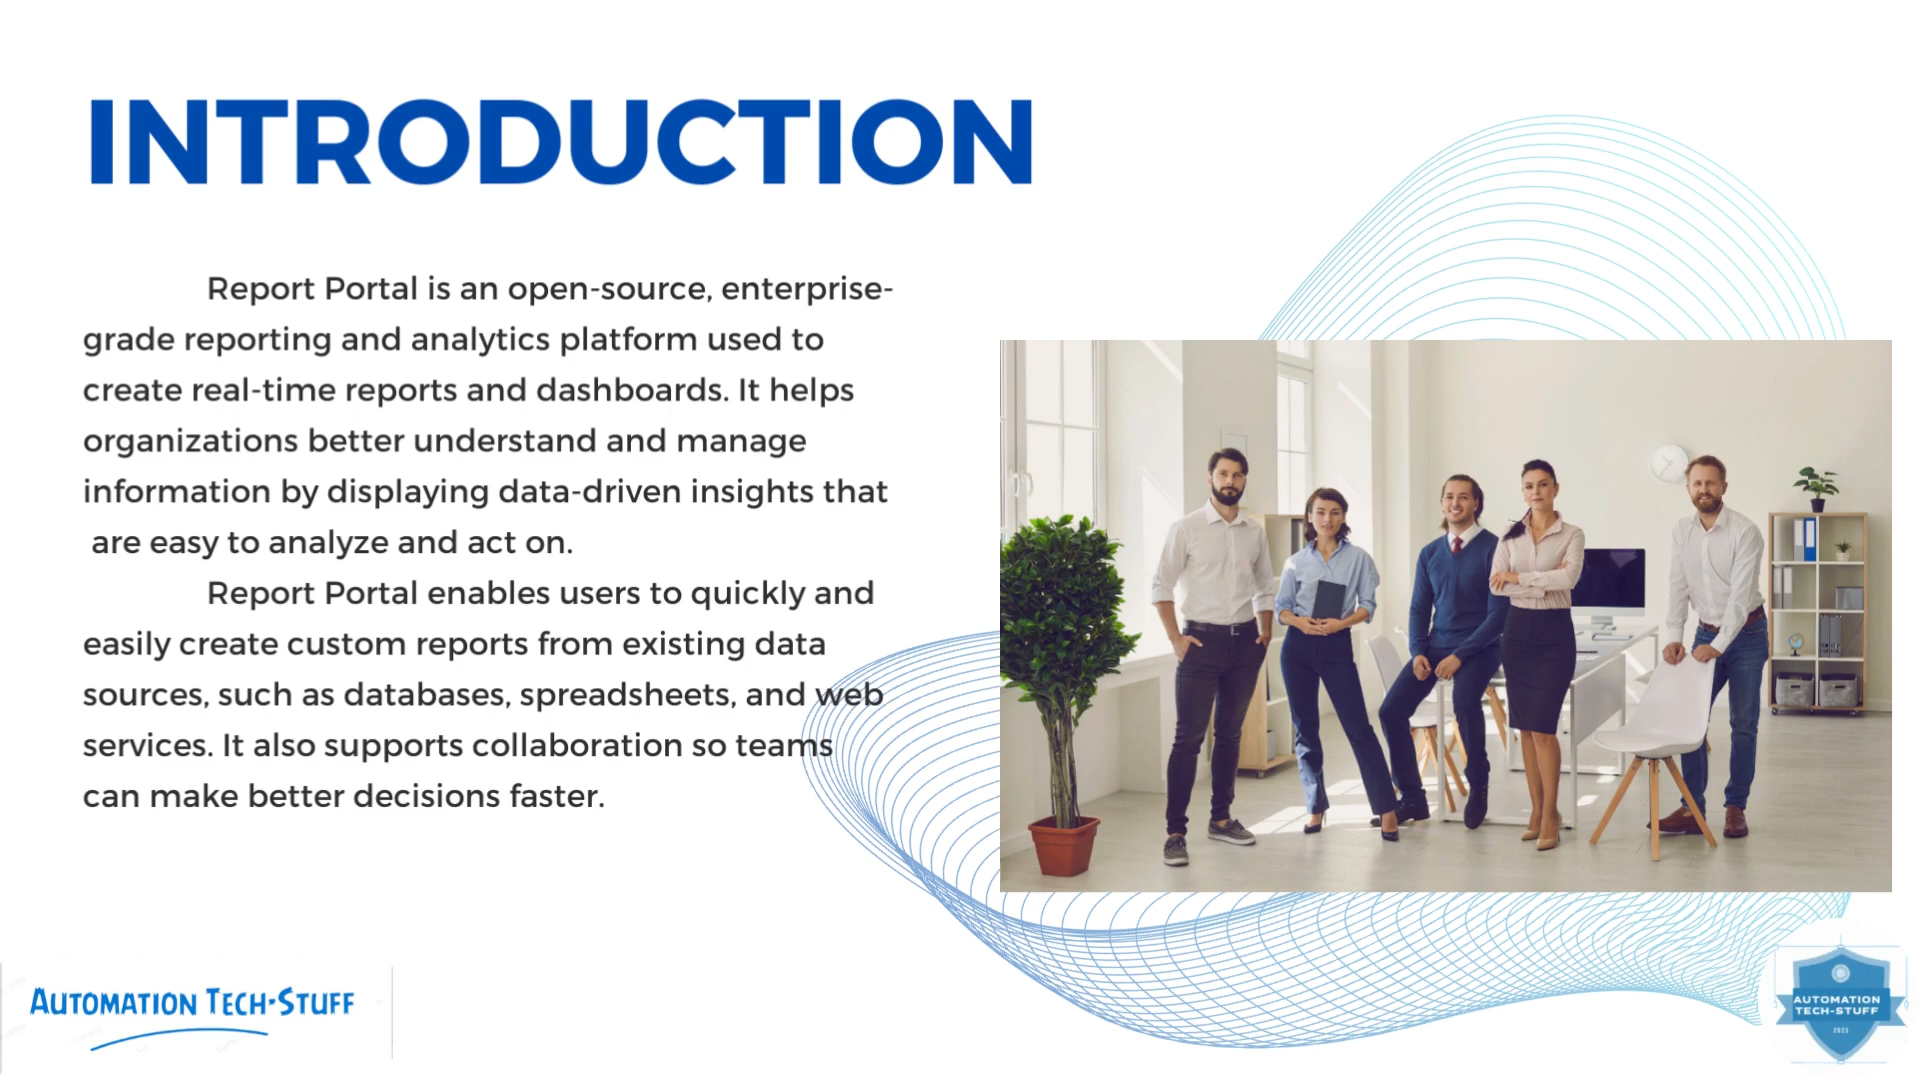 INTRODUCTION
Report Portal is an open-source, enterprise-
grade reporting and analytics platform used to
create real-time reports and dashboards. It helps
organizations better understand and manage
information by displaying data-driven insights that
are easy to analyze and act on.
Report Portal enables users to quickly and
easily create custom reports from existing data
sources, such as databases, spreadsheets, and web
services. It also supports collaboration so teams
can make better decisions faster.
AUTOMATION TECH-STUFF
AUTOMATION
TECH-STUFF
2023